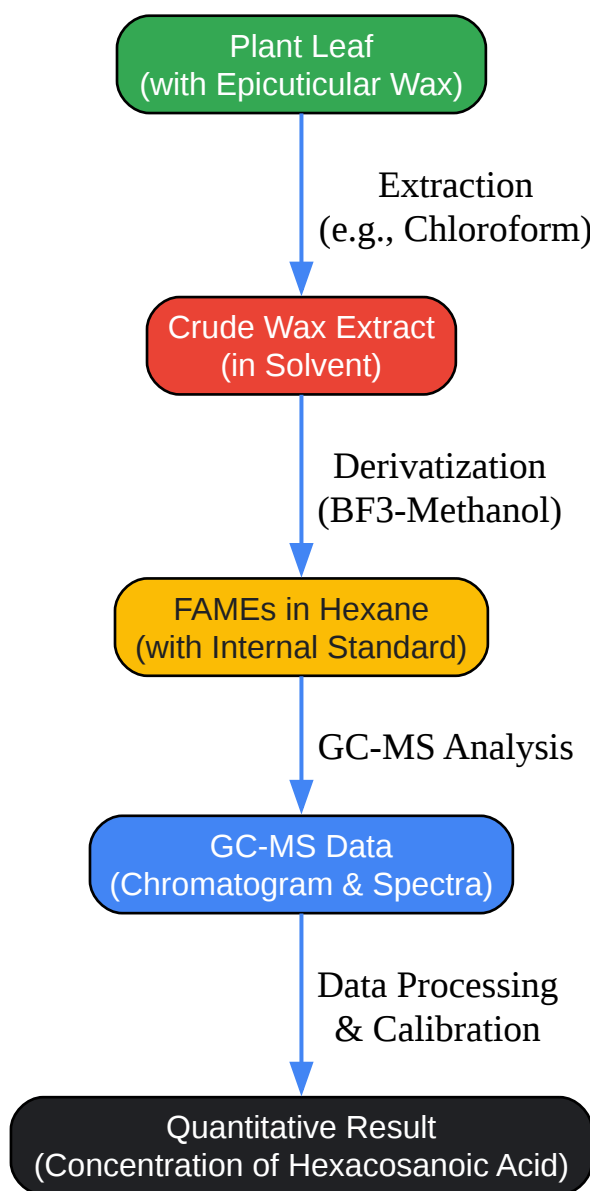 Plant Leaf
(with Epicuticular Wax)
Extraction
(e.g., Chloroform)
Crude Wax Extract
(in Solvent)
Derivatization
(BF3-Methanol)
FAMEs in Hexane
(with Internal Standard)
GC-MS Analysis
GC-MS Data
(Chromatogram & Spectra)
Data Processing
& Calibration
Quantitative Result
(Concentration of Hexacosanoic Acid)